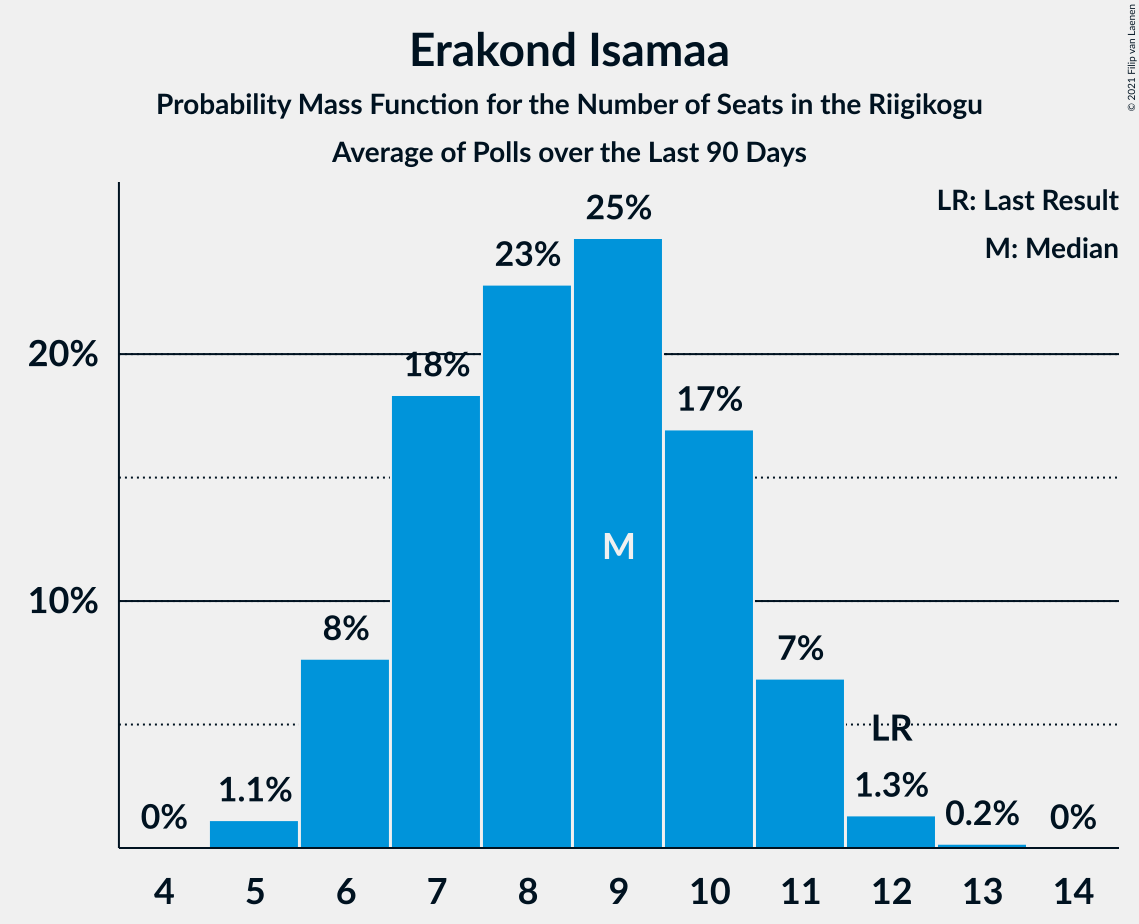 Erakond Isamaa
Probability Mass Function for the Number of Seats in the Riigikogu
Average of Polls over the Last 90 Days
© 2021 Filip van Laenen
LR: Last Result
M: Median
25%
23%
20%
18%
17%
M
10%
8%
7%
LR
1.1%
1.3%
0%
0.2%
0%
4 5 6 7 8 9 10 11 12 13 14